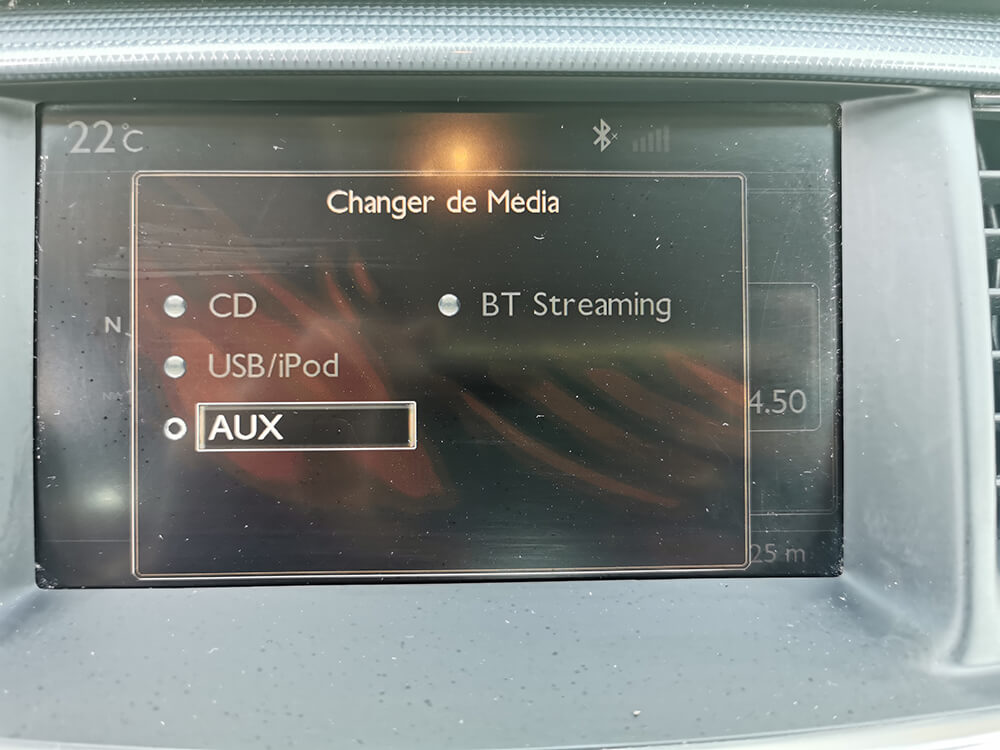 22°C
Changer de Média
CD
BT Streaming
N
USB/iPod
4.50
AUX
25 m